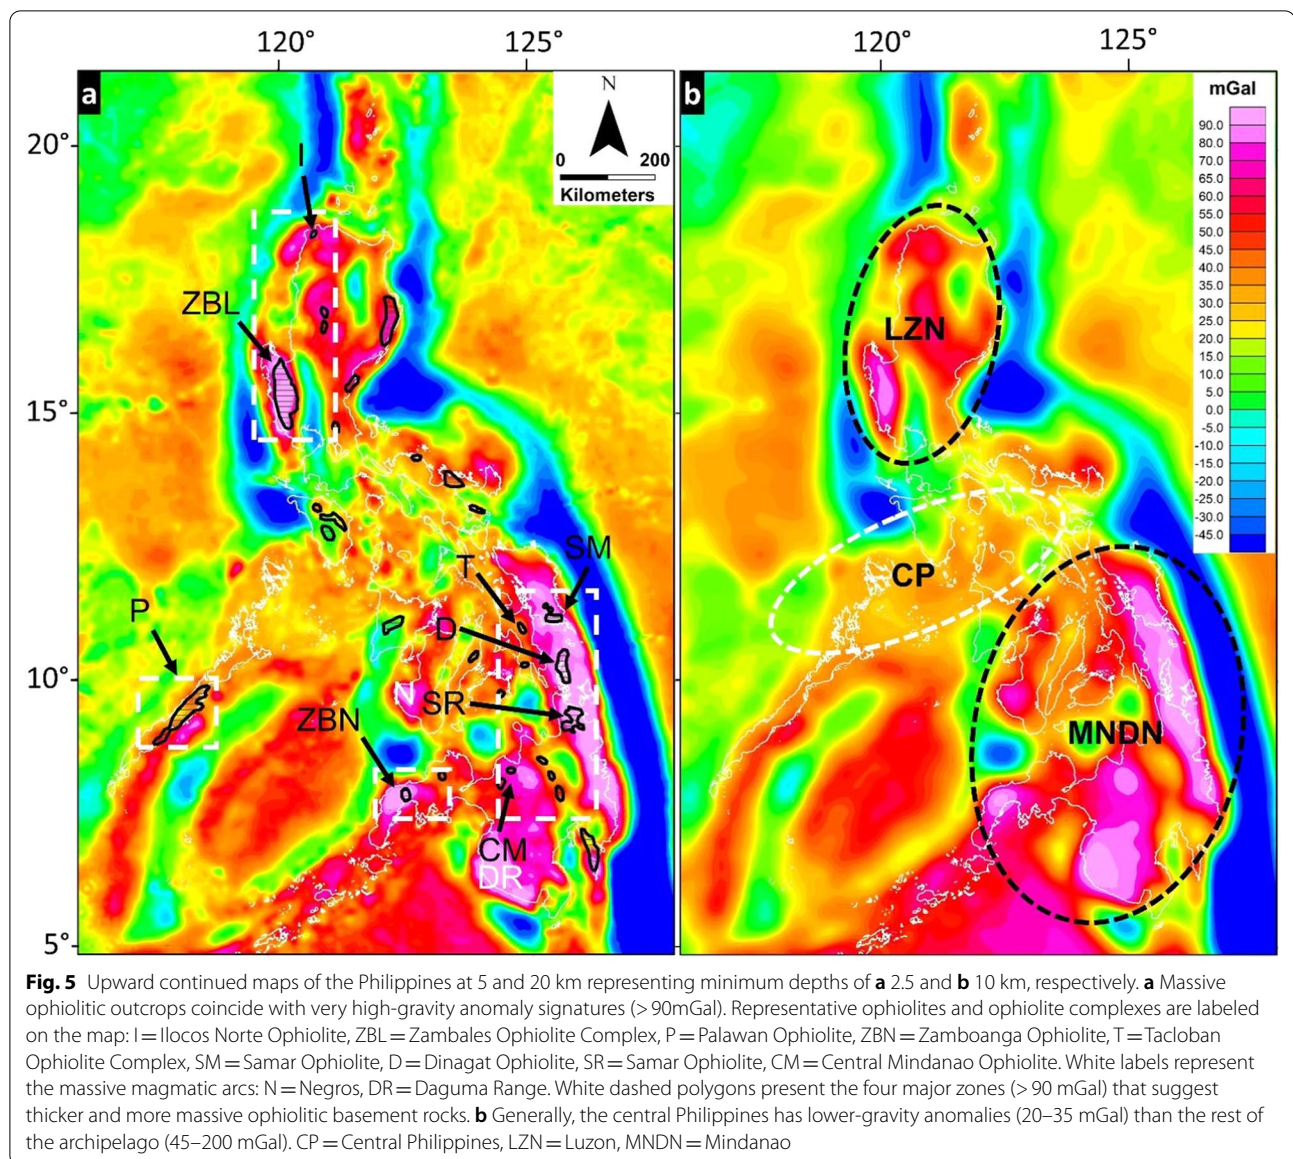 120°
125°
120°
125°
a
N
0 200
Kilometers
b
mGal
90.0
80.0
70.0
65.0
60.0
55.0
50.0
45.0
40.0
35.0
30.0
25.0
20.0
15.0
10.0
5.0
0.0
-5.0
-10.0
-15.0
-20.0
-25.0
-30.0
-45.0
20°
15°
10°
5°
I
ZBL
P
T
SM
D
N
SR
ZBN
CM
DR
LZN
CP
MNDN
Fig. 5 Upward continued maps of the Philippines at 5 and 20 km representing minimum depths of a 2.5 and b 10 km, respectively. a Massive
ophiolitic outcrops coincide with very high-gravity anomaly signatures (> 90mGal). Representative ophiolites and ophiolite complexes are labeled
on the map: I = Ilocos Norte Ophiolite, ZBL = Zambales Ophiolite Complex, P = Palawan Ophiolite, ZBN = Zamboanga Ophiolite, T = Tacloban
Ophiolite Complex, SM = Samar Ophiolite, D = Dinagat Ophiolite, SR = Samar Ophiolite, CM = Central Mindanao Ophiolite. White labels represent
the massive magmatic arcs: N = Negros, DR = Daguma Range. White dashed polygons present the four major zones (> 90 mGal) that suggest
thicker and more massive ophiolitic basement rocks. b Generally, the central Philippines has lower-gravity anomalies (20–35 mGal) than the rest of
the archipelago (45–200 mGal). CP = Central Philippines, LZN = Luzon, MNDN = Mindanao